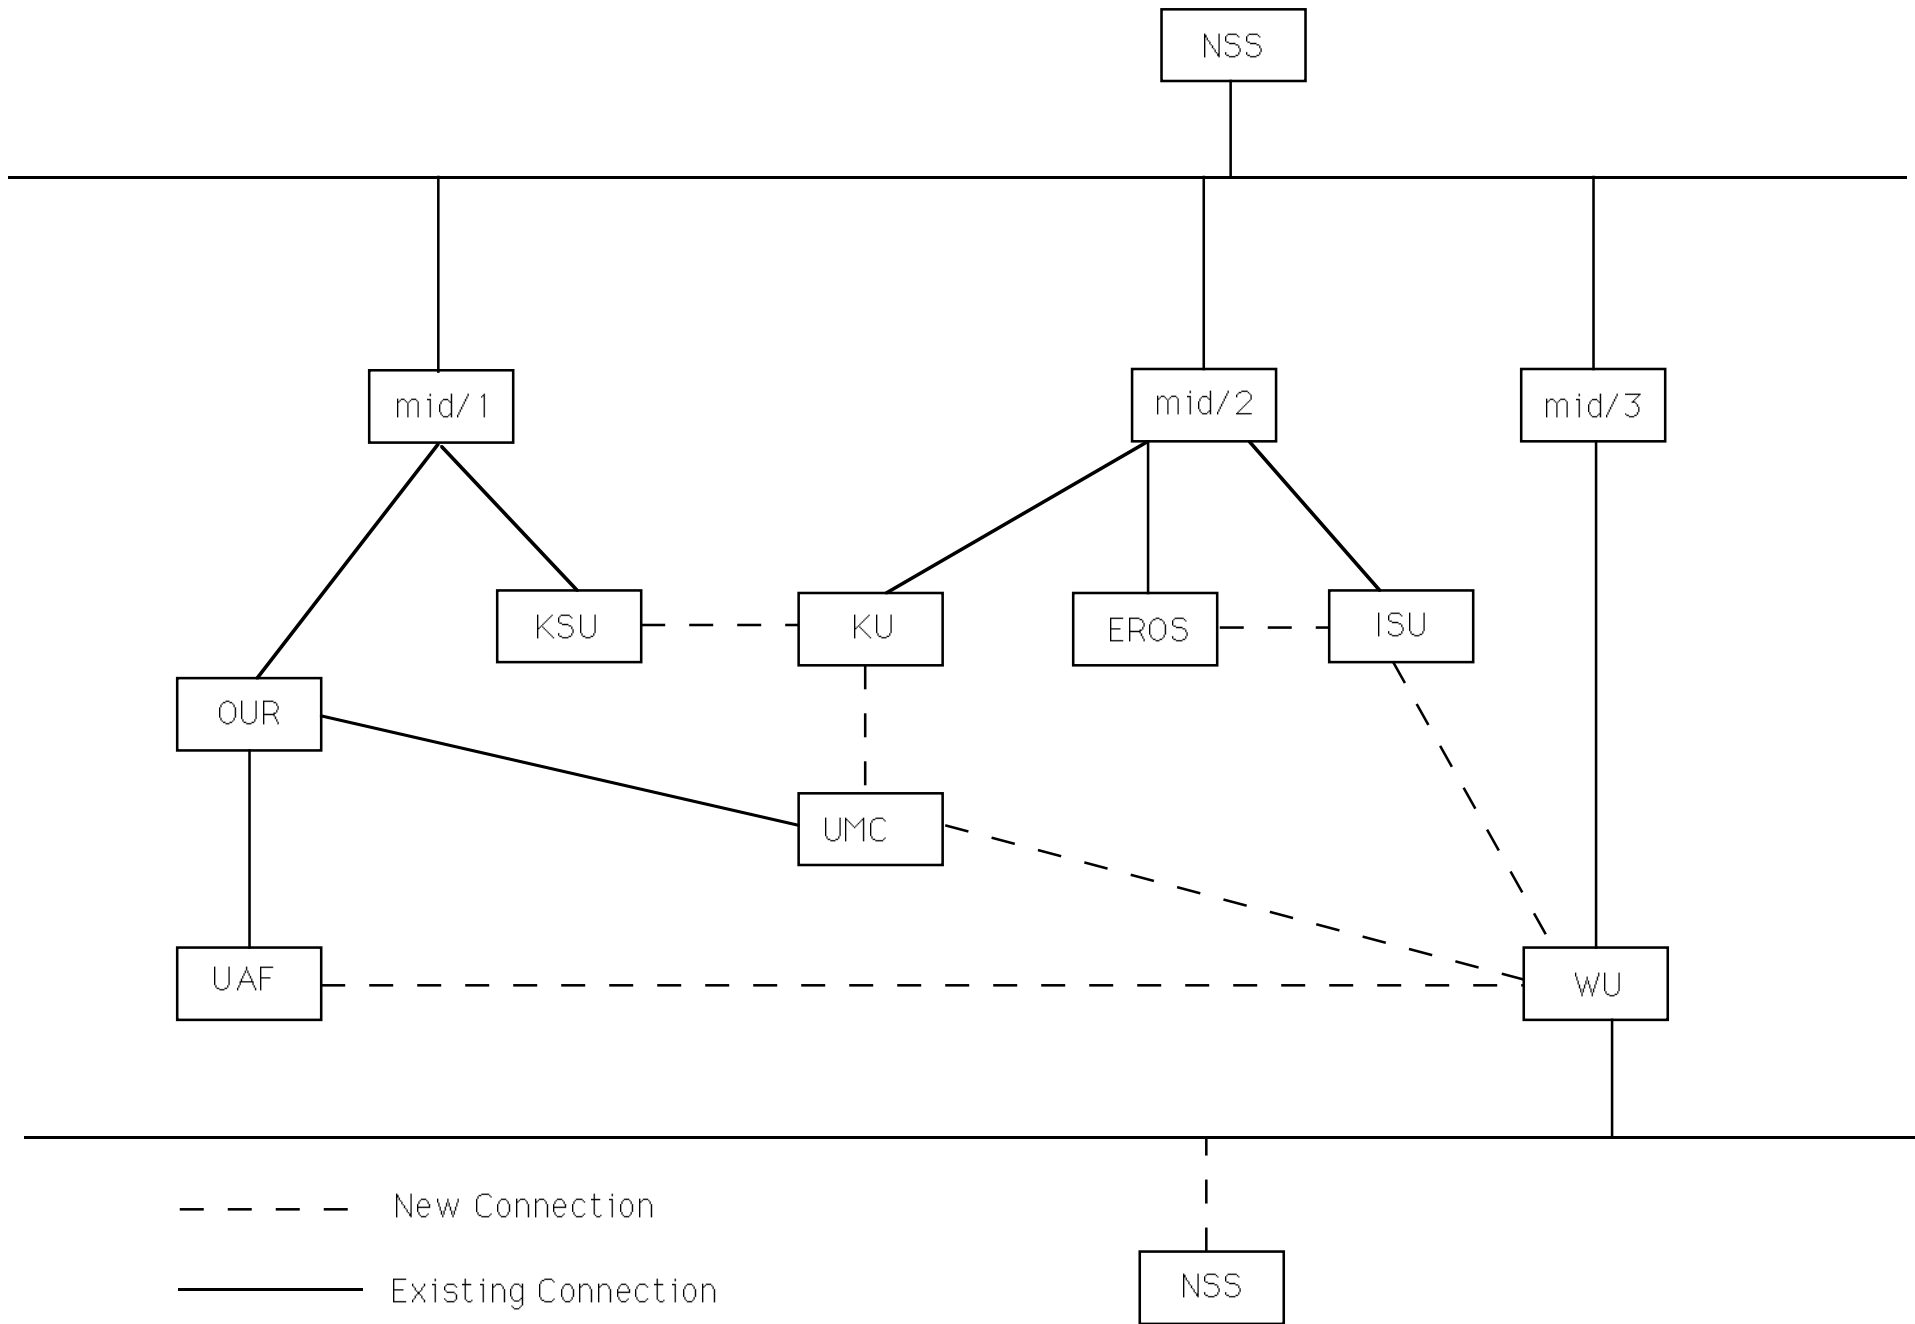 NSS
mid/1
mid/2
mid/3
KSU
KU
EROS
ISU
OUR
UMC
UAF
WU
New Connection
Existing Connection
NSS